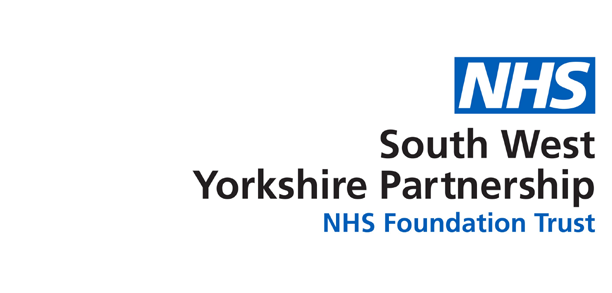 NHS
South West
Yorkshire Partnership
NHS Foundation Trust